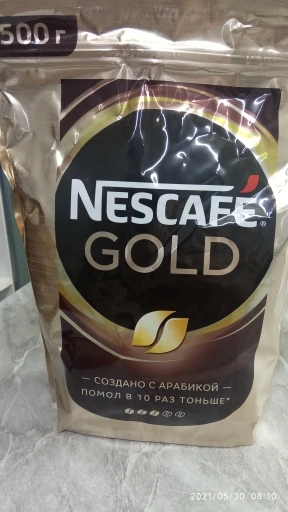 500 г
NESCAFÉ®
GOLD
— СОЗДАНО С АРАБИКОЙ —
ПОМОЛ В 10 РАЗ ТОНЬШЕ*
2021/05/30 08:10